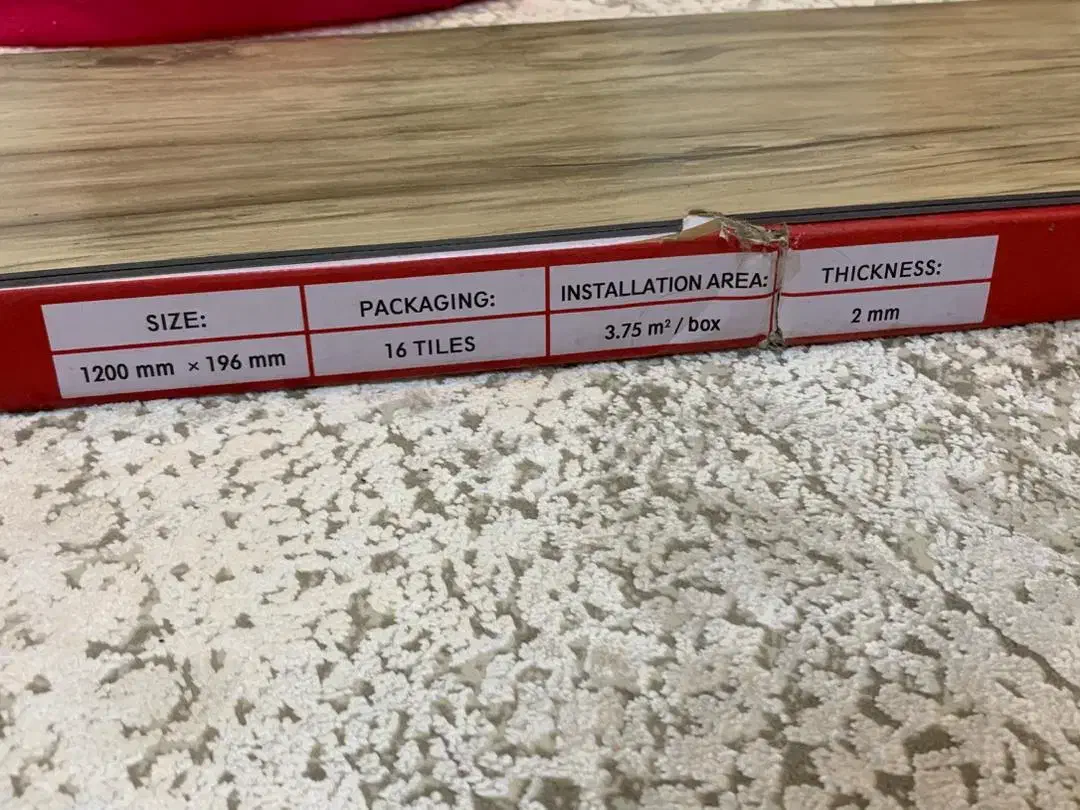 SIZE:
1200 mm × 196 mm
PACKAGING:
16 TILES
INSTALLATION AREA:
3.75 m² / box
THICKNESS:
2 mm